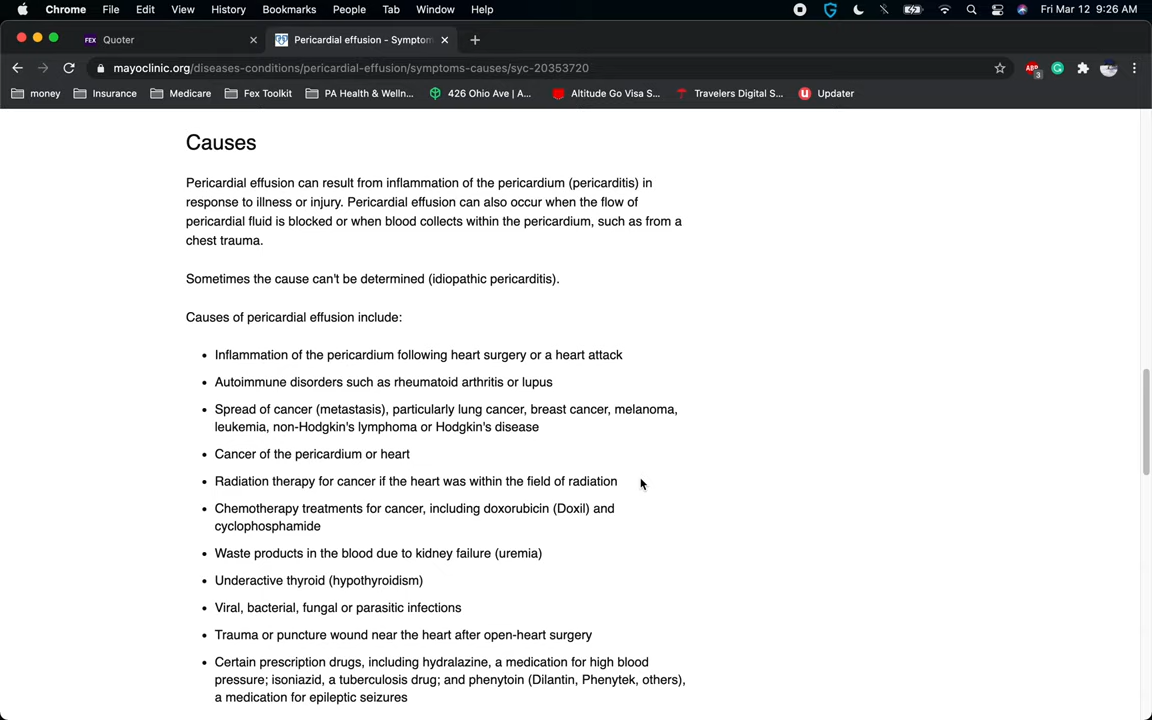 Chrome File Edit View History Bookmarks People Tab Window Help Fri Mar 12 9:26 AM
FEX Quoter Pericardial effusion - Symptom
mayoclinic.org/diseases-conditions/pericardial-effusion/symptoms-causes/syc-20353720 ABP 3
money Insurance Medicare Fex Toolkit PA Health & Welln... 426 Ohio Ave | A... Altitude Go Visa S... Travelers Digital S... Updater
Causes
Pericardial effusion can result from inflammation of the pericardium (pericarditis) in
response to illness or injury. Pericardial effusion can also occur when the flow of
pericardial fluid is blocked or when blood collects within the pericardium, such as from a
chest trauma.
Sometimes the cause can't be determined (idiopathic pericarditis).
Causes of pericardial effusion include:
• Inflammation of the pericardium following heart surgery or a heart attack
• Autoimmune disorders such as rheumatoid arthritis or lupus
• Spread of cancer (metastasis), particularly lung cancer, breast cancer, melanoma,
leukemia, non-Hodgkin's lymphoma or Hodgkin's disease
• Cancer of the pericardium or heart
• Radiation therapy for cancer if the heart was within the field of radiation
• Chemotherapy treatments for cancer, including doxorubicin (Doxil) and
cyclophosphamide
• Waste products in the blood due to kidney failure (uremia)
• Underactive thyroid (hypothyroidism)
• Viral, bacterial, fungal or parasitic infections
• Trauma or puncture wound near the heart after open-heart surgery
• Certain prescription drugs, including hydralazine, a medication for high blood
pressure; isoniazid, a tuberculosis drug; and phenytoin (Dilantin, Phenytek, others),
a medication for epileptic seizures